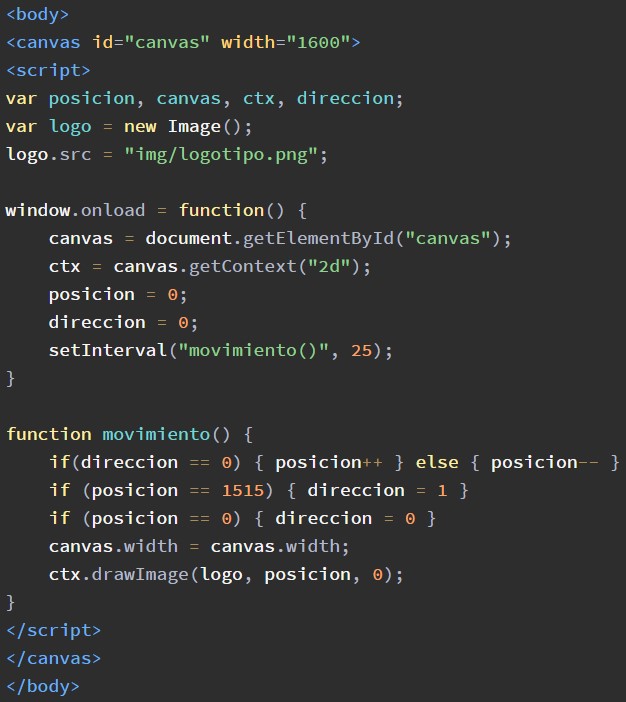 <body>
<canvas id="canvas" width="1600">
<script>
var posicion, canvas, ctx, direccion;
var logo = new Image();
logo.src = "img/logotipo.png";

window.onload = function() {
    canvas = document.getElementById("canvas");
    ctx = canvas.getContext("2d");
    posicion = 0;
    direccion = 0;
    setInterval("movimiento()", 25);
}

function movimiento() {
    if(direccion == 0) { posicion++ } else { posicion-- }
    if (posicion == 1515) { direccion = 1 }
    if (posicion == 0) { direccion = 0 }
    canvas.width = canvas.width;
    ctx.drawImage(logo, posicion, 0);
}
</script>
</canvas>
</body>